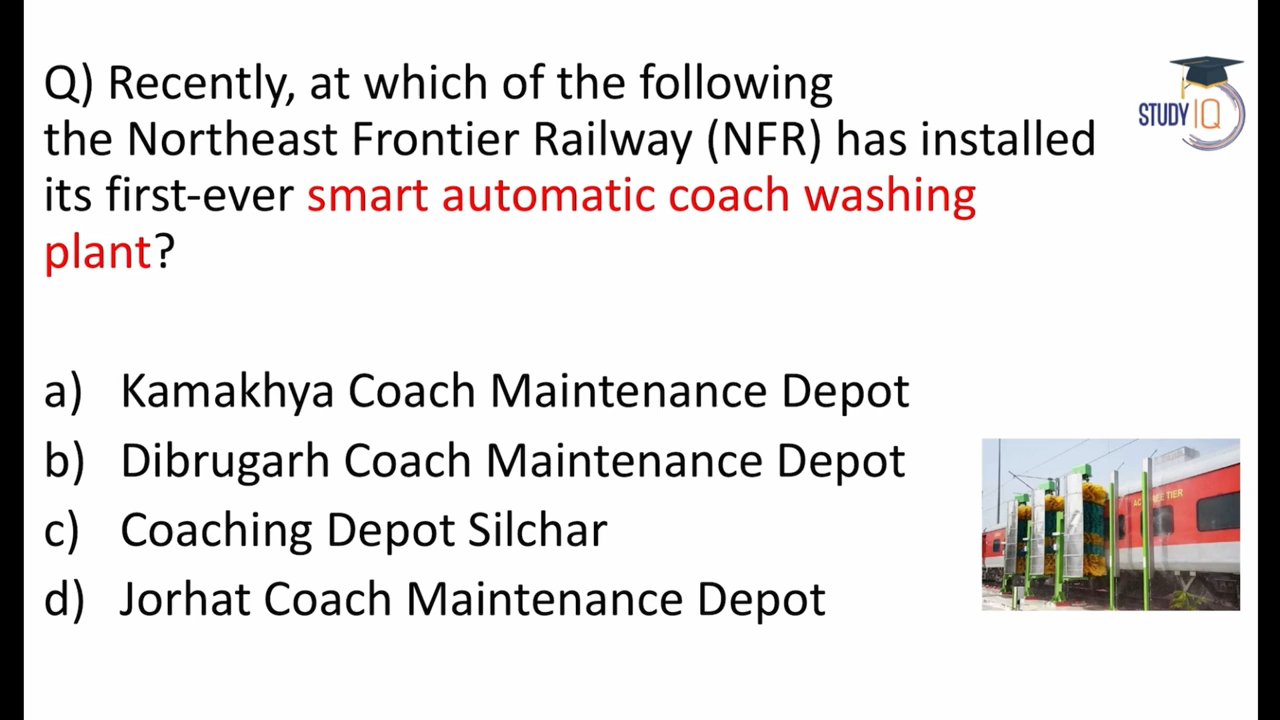 Q) Recently, at which of the following
the Northeast Frontier Railway (NFR) has installed
its first-ever smart automatic coach washing
plant?
STUDY IQ
a) Kamakhya Coach Maintenance Depot
b) Dibrugarh Coach Maintenance Depot
c) Coaching Depot Silchar
d) Jorhat Coach Maintenance Depot